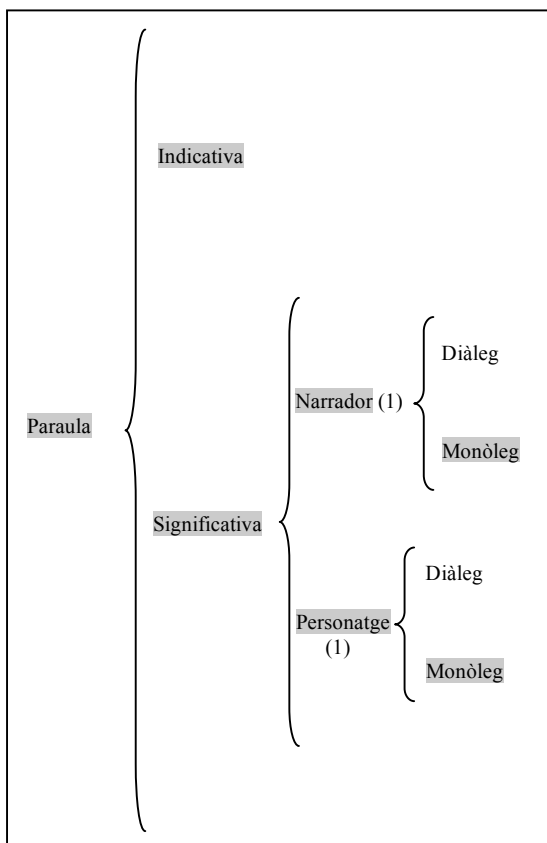 Indicativa
Diàleg
Narrador (1)
Paraula
Monòleg
Significativa
Diàleg
Personatge
(1)
Monòleg